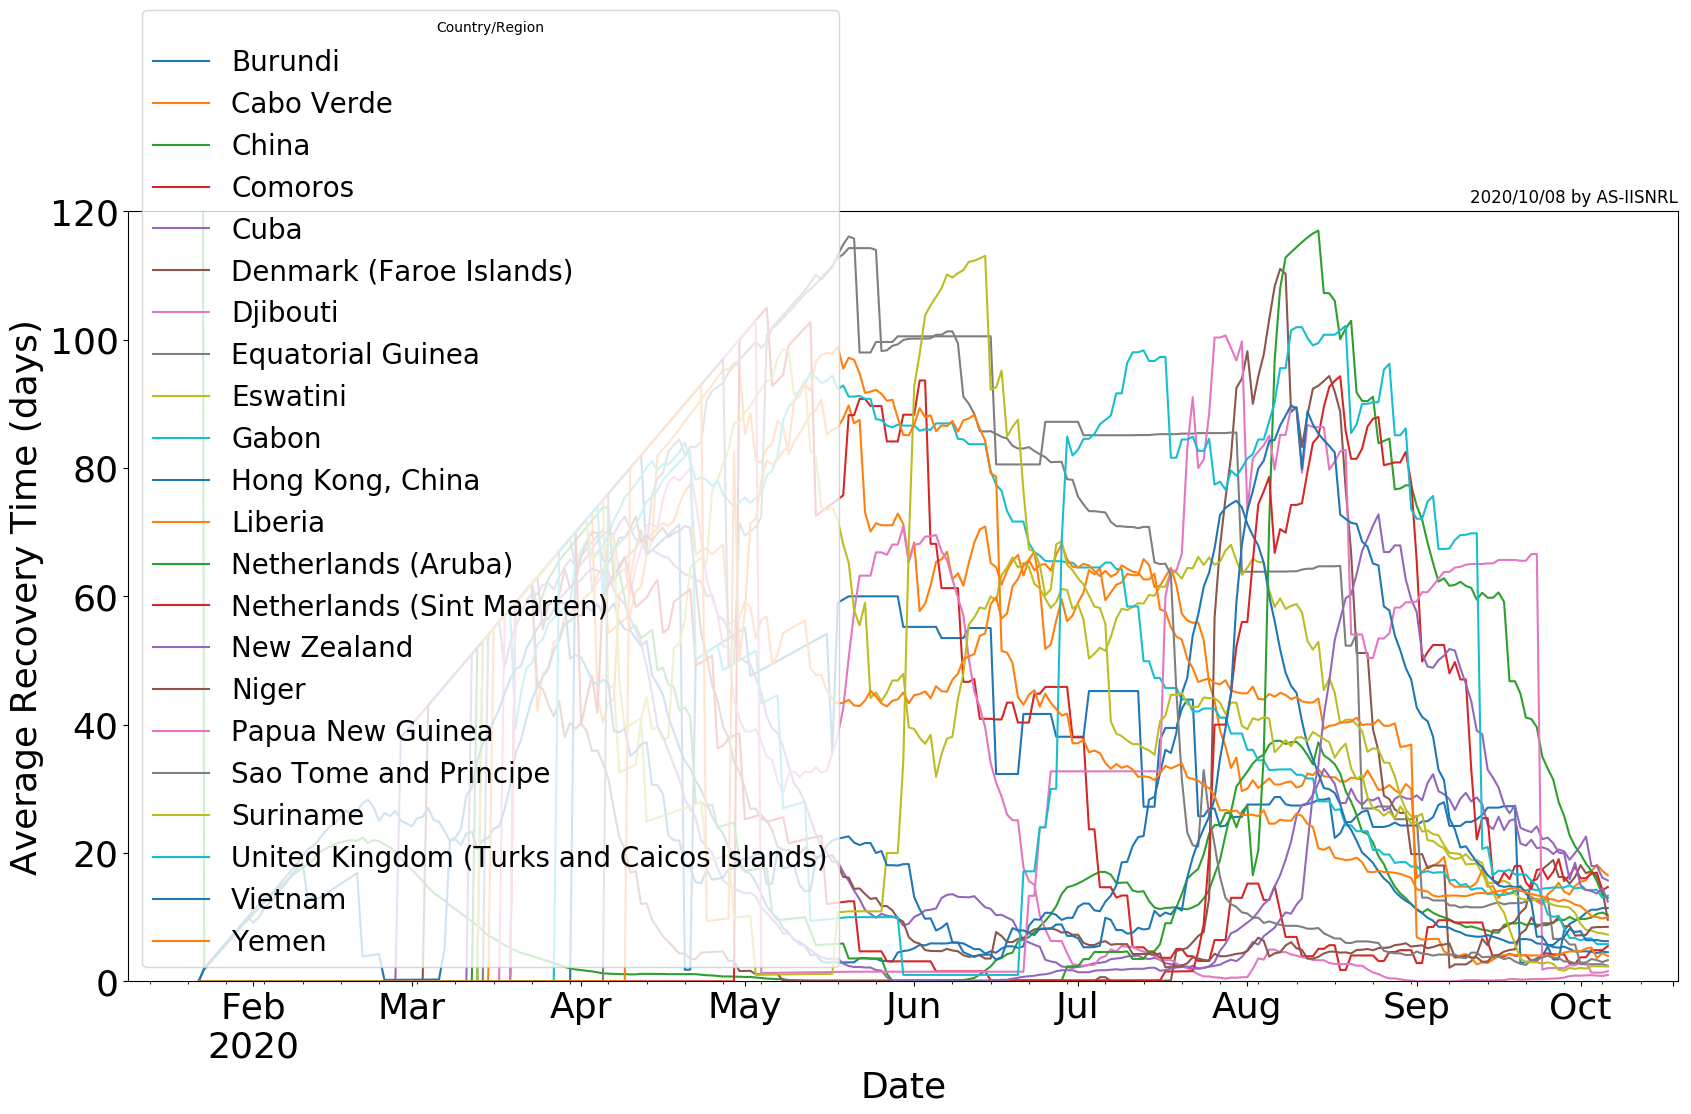 Country/Region
Burundi
Cabo Verde
China
Comoros
Cuba
Denmark (Faroe Islands)
Djibouti
Equatorial Guinea
Eswatini
Gabon
Hong Kong, China
Liberia
Netherlands (Aruba)
Netherlands (Sint Maarten)
New Zealand
Niger
Papua New Guinea
Sao Tome and Principe
Suriname
United Kingdom (Turks and Caicos Islands)
Vietnam
Yemen
2020/10/08 by AS-IISNRL
120
100
80
60
40
20
0
Average Recovery Time (days)
Feb Mar Apr May Jun Jul Aug Sep Oct
2020
Date